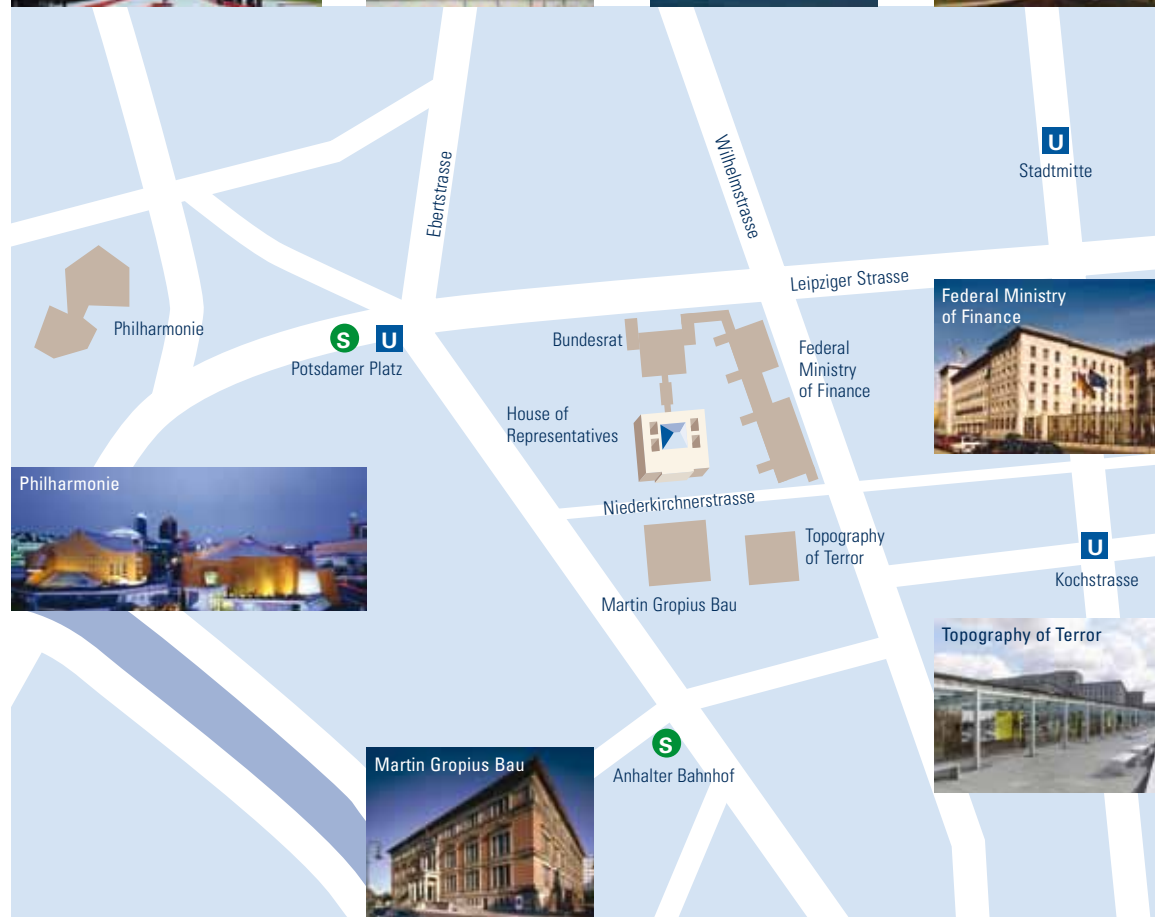 Ebertstrasse
Wilhelmstrasse
U
Stadtmitte
Leipziger Strasse
Federal Ministry
of Finance
Philharmonie
S
U
Potsdamer Platz
Bundesrat
Federal
Ministry
of Finance
House of
Representatives
Philharmonie
Niederkirchnerstrasse
Topography
of Terror
U
Kochstrasse
Martin Gropius Bau
Topography of Terror
S
Anhalter Bahnhof
Martin Gropius Bau